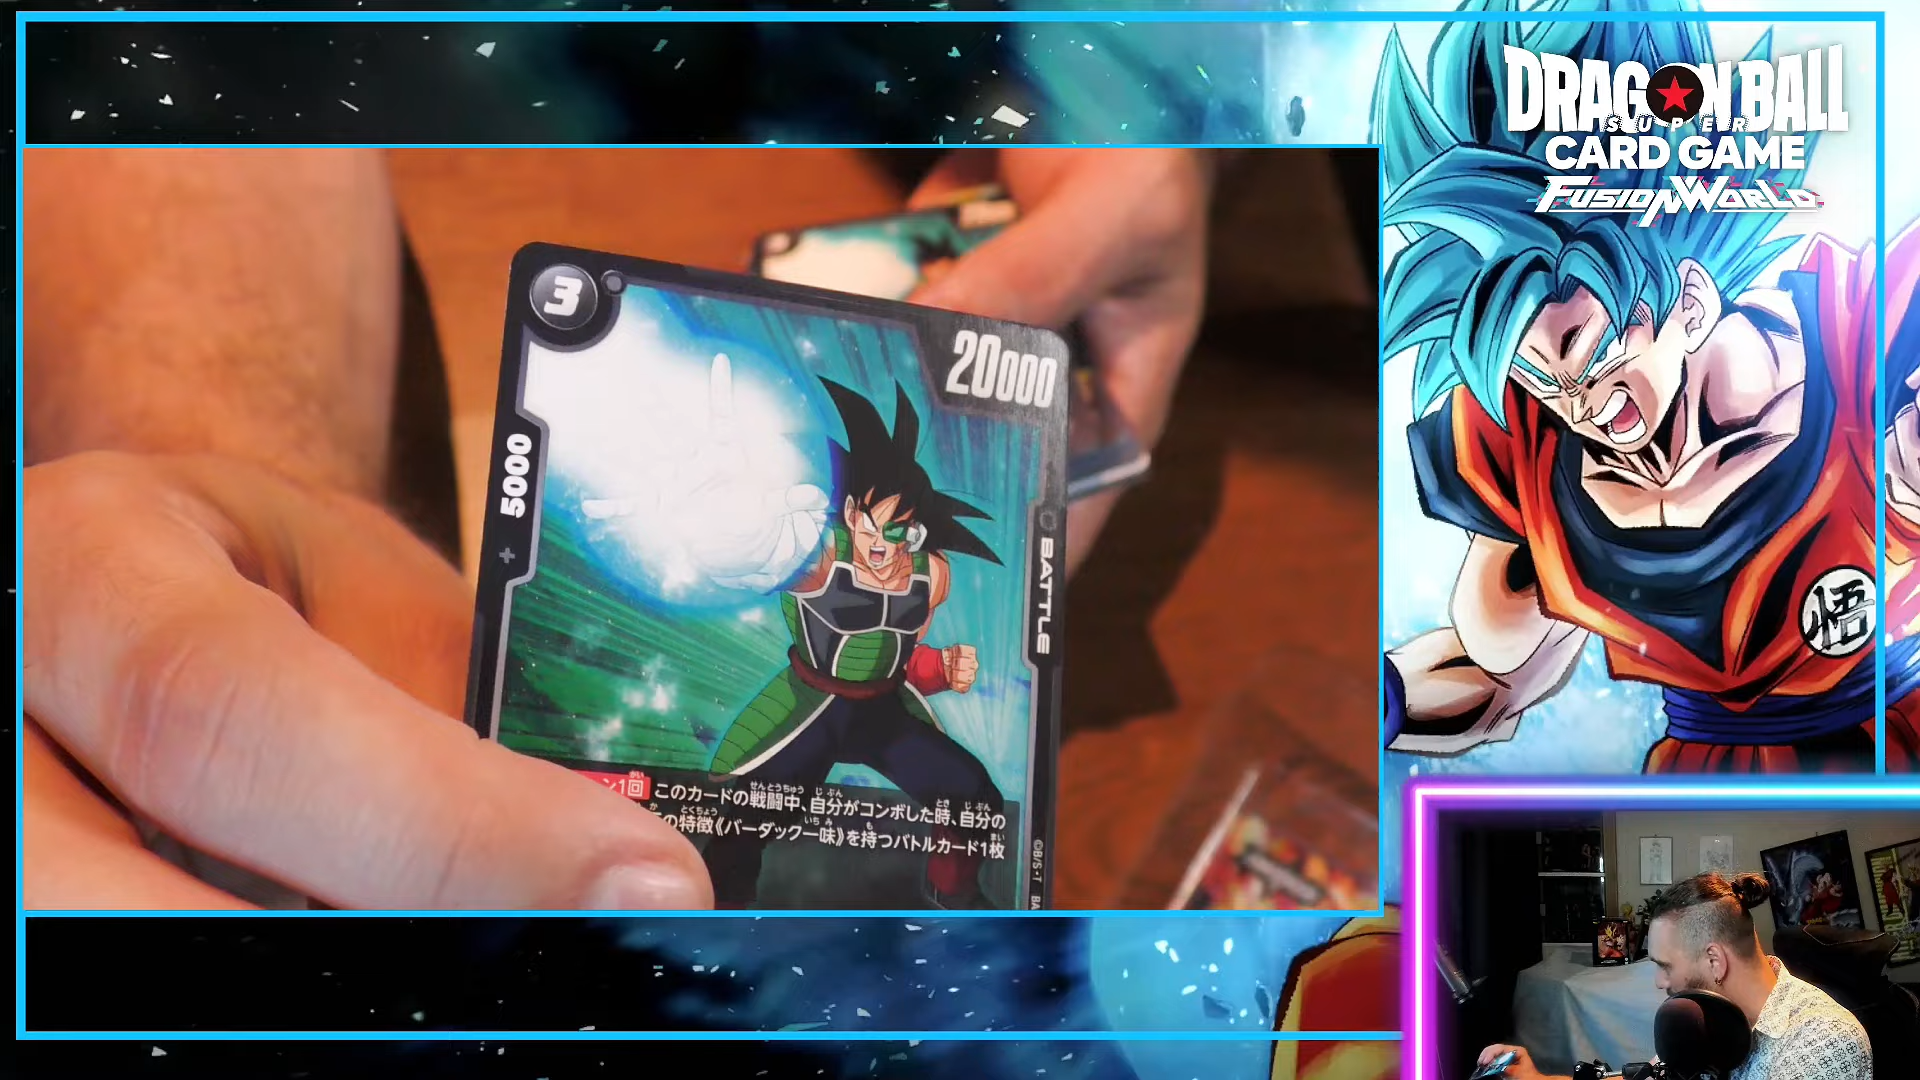 DRAGON BALL
SUPER
CARD GAME
FUSION WORLD
悟
3
20000
5000
+
BATTLE
ン1回 このカードの戦闘中、自分がコンボした時、自分の
の特徴《バーダック一味》を持つバトルカード1枚
©B/S・T